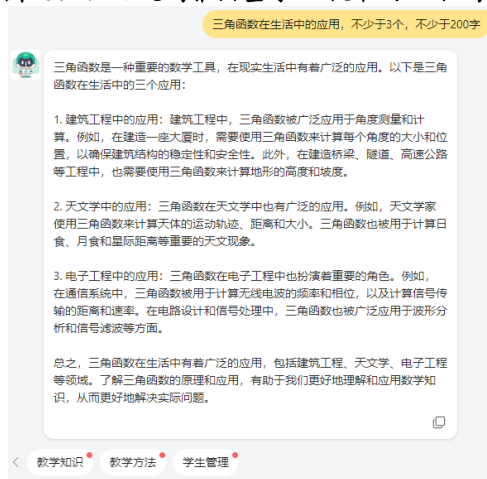 三角函数在生活中的应用，不少于3个，不少于200字
三角函数是一种重要的数学工具，在现实生活中有着广泛的应用。以下是三角
函数在生活中的三个应用：
1. 建筑工程中的应用：建筑工程中，三角函数被广泛应用于角度测量和计
算。例如，在建造一座大厦时，需要使用三角函数来计算每个角度的大小和位
置，以确保建筑结构的稳定性和安全性。此外，在建造桥梁、隧道、高速公路
等工程中，也需要使用三角函数来计算地形的高度和坡度。
2. 天文学中的应用：三角函数在天文学中也有广泛的应用。例如，天文学家
使用三角函数来计算天体的运动轨迹、距离和大小。三角函数也被用于计算日
食、月食和星际距离等重要的天文现象。
3. 电子工程中的应用：三角函数在电子工程中也扮演着重要的角色。例如，
在通信系统中，三角函数被用于计算无线电波的频率和相位，以及计算信号传
输的距离和速率。在电路设计和信号处理中，三角函数也被广泛应用于波形分
析和信号滤波等方面。
总之，三角函数在生活中有着广泛的应用，包括建筑工程、天文学、电子工程
等领域。了解三角函数的原理和应用，有助于我们更好地理解和应用数学知
识，从而更好地解决实际问题。
教学知识 教学方法 学生管理